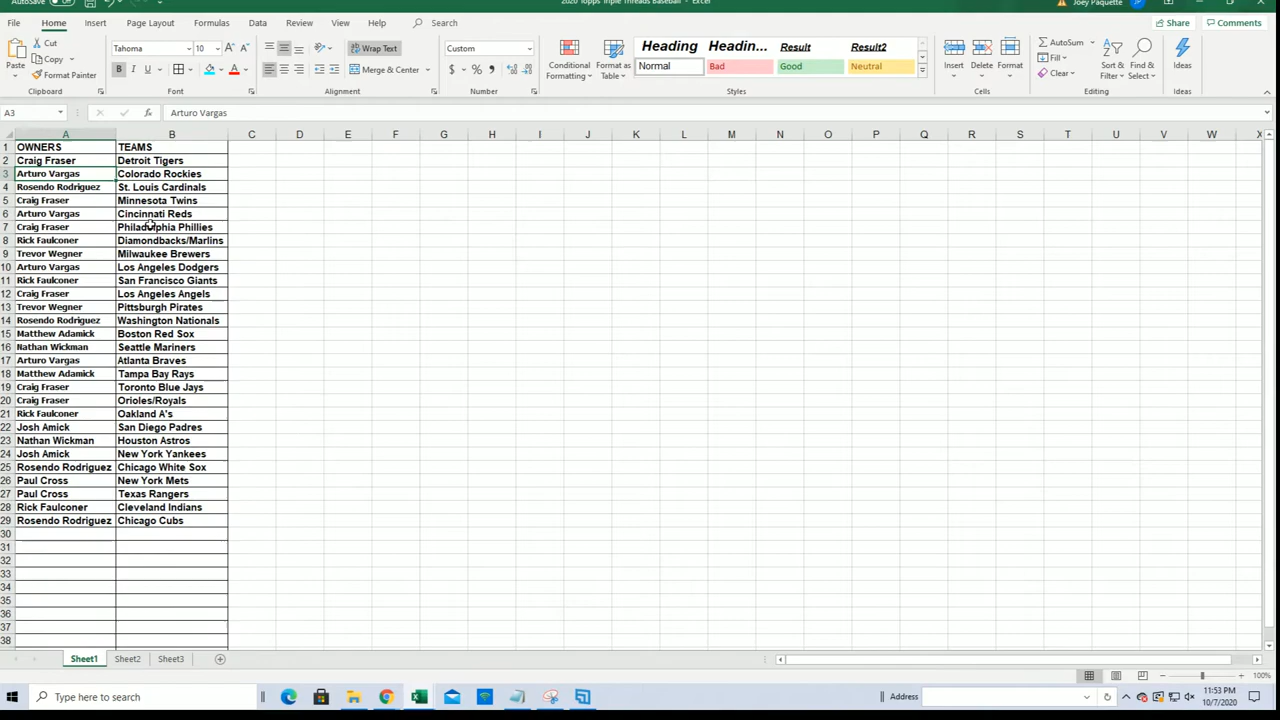 AutoSave
2020 Topps Triple Threads Baseball - Excel
Joey Paquette
JP
File Home Insert Page Layout Formulas Data Review View Help Search Share Comments
Paste
Cut
Copy
Format Painter
Clipboard
Tahoma 10
Wrap Text
Merge & Center
Custom
Conditional Formatting
Format as Table
Heading Headin... Result Result2
Normal Bad Good Neutral
Insert Delete Format
AutoSum
Fill
Clear
Sort & Filter
Find & Select
Ideas
Clipboard Font Alignment Number Styles Cells Editing Ideas
A3 fx Arturo Vargas
A B C D E F G H I J K L M N O P Q R S T U V W X
1 OWNERS TEAMS
2 Craig Fraser Detroit Tigers
3 Arturo Vargas Colorado Rockies
4 Rosendo Rodriguez St. Louis Cardinals
5 Craig Fraser Minnesota Twins
6 Arturo Vargas Cincinnati Reds
7 Craig Fraser Philadelphia Phillies
8 Rick Faulconer Diamondbacks/Marlins
9 Trevor Wegner Milwaukee Brewers
10 Arturo Vargas Los Angeles Dodgers
11 Rick Faulconer San Francisco Giants
12 Craig Fraser Los Angeles Angels
13 Trevor Wegner Pittsburgh Pirates
14 Rosendo Rodriguez Washington Nationals
15 Matthew Adamick Boston Red Sox
16 Nathan Wickman Seattle Mariners
17 Arturo Vargas Atlanta Braves
18 Matthew Adamick Tampa Bay Rays
19 Craig Fraser Toronto Blue Jays
20 Craig Fraser Orioles/Royals
21 Rick Faulconer Oakland A's
22 Josh Amick San Diego Padres
23 Nathan Wickman Houston Astros
24 Josh Amick New York Yankees
25 Rosendo Rodriguez Chicago White Sox
26 Paul Cross New York Mets
27 Paul Cross Texas Rangers
28 Rick Faulconer Cleveland Indians
29 Rosendo Rodriguez Chicago Cubs
30
31
32
33
34
35
36
37
38
Sheet1 Sheet2 Sheet3
100%
Type here to search
Address
11:53 PM
10/7/2020